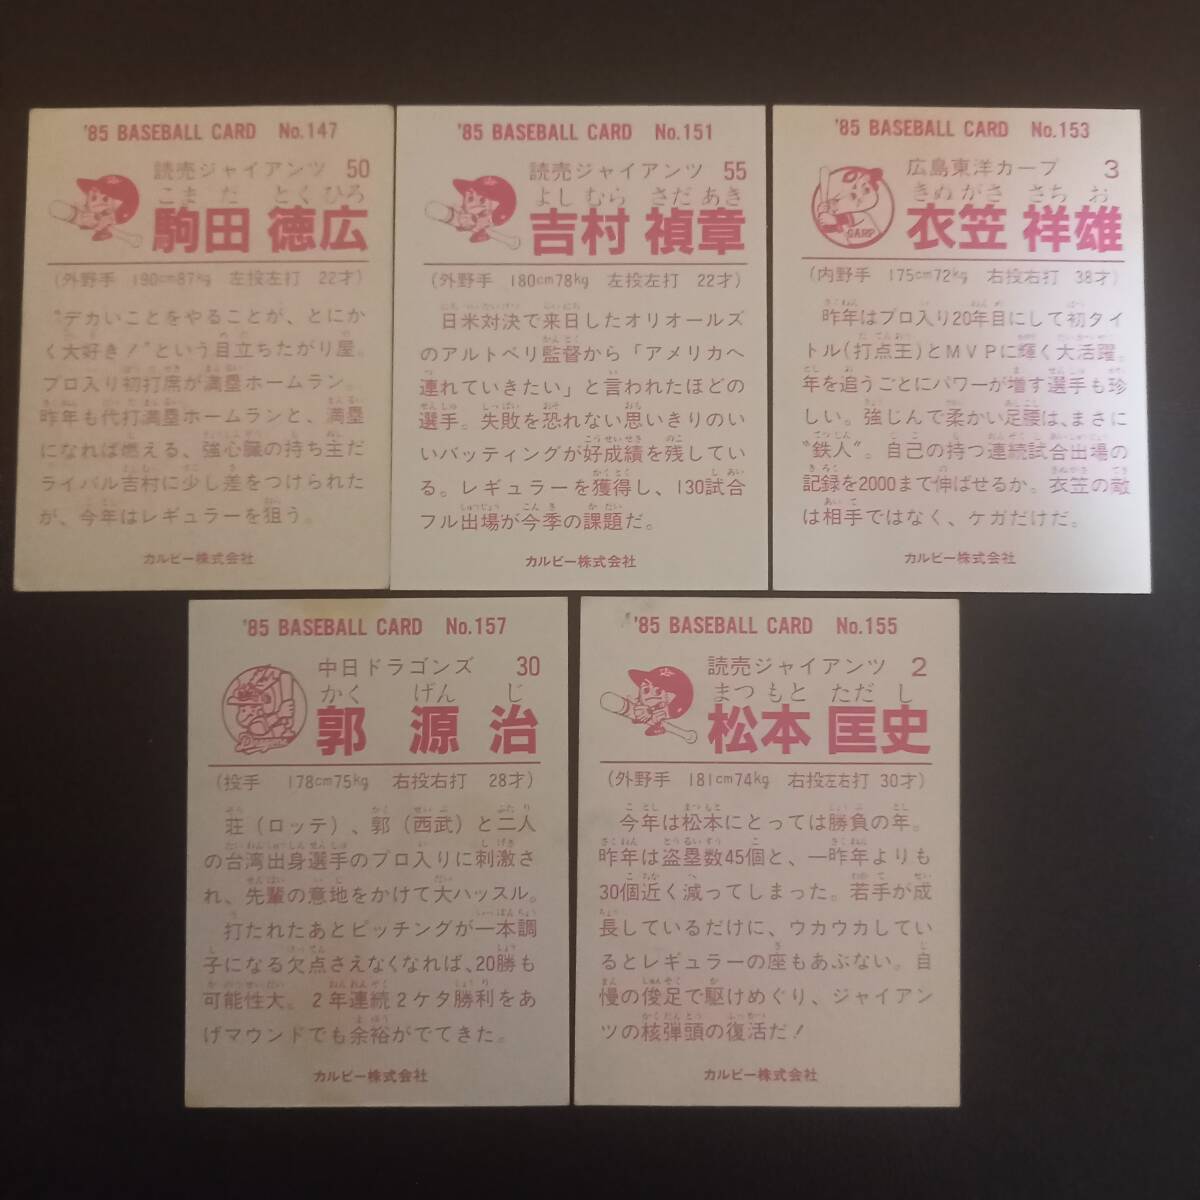 '85 BASEBALL CARD No.147
読売ジャイアンツ 50
こま だ とく ひろ
駒田 徳広
(外野手 190cm87kg 左投左打 22才)
"デカいことをやることが、とにか
く大好き!"という目立ちたがり屋。
プロ入り初打席が満塁ホームラン。
昨年も代打満塁ホームランと、満塁
になれば燃える、強心臓の持ち主だ
ライバル吉村に少し差をつけられた
が、今年はレギュラーを狙う。
カルビー株式会社
'85 BASEBALL CARD No.151
読売ジャイアンツ 55
よし むら さだ あき
吉村 禎章
(外野手 180cm78kg 左投左打 22才)
日米対決で来日したオリオールズ
のアルトベリ監督から「アメリカへ
連れていきたい」と言われたほどの
選手。失敗を恐れない思いきりのい
いバッティングが好成績を残してい
る。レギュラーを獲得し、130試合
フル出場が今季の課題だ。
カルビー株式会社
'85 BASEBALL CARD No.153
広島東洋カープ 3
CARP
きぬ がさ さち お
衣笠 祥雄
(内野手 175cm72kg 右投右打 38才)
昨年はプロ入り20年目にして初タイ
トル(打点王)とMVPに輝く大活躍。
年を追うごとにパワーが増す選手も珍
しい。強じんで柔かい足腰は、まさに
"鉄人"。自己の持つ連続試合出場の
記録を2000まで伸ばせるか。衣笠の敵
は相手ではなく、ケガだけだ。
カルビー株式会社
'85 BASEBALL CARD No.157
中日ドラゴンズ 30
かく げん じ
郭 源 治
(投手 178cm75kg 右投右打 28才)
荘(ロッテ)、郭(西武)と二人
の台湾出身選手のプロ入りに刺激さ
れ、先輩の意地をかけて大ハッスル。
打たれたあとピッチングが一本調
子になる欠点さえなくなれば、20勝も
可能性大。2年連続2ケタ勝利をあ
げマウンドでも余裕がでてきた。
カルビー株式会社
'85 BASEBALL CARD No.155
読売ジャイアンツ 2
まつ もと ただ し
松本 匡史
(外野手 181cm74kg 右投左右打 30才)
今年は松本にとっては勝負の年。
昨年は盗塁数45個と、一昨年よりも
30個近く減ってしまった。若手が成
長しているだけに、ウカウカしてい
るとレギュラーの座もあぶない。自
慢の俊足で駆けめぐり、ジャイアン
ツの核弾頭の復活だ!
カルビー株式会社